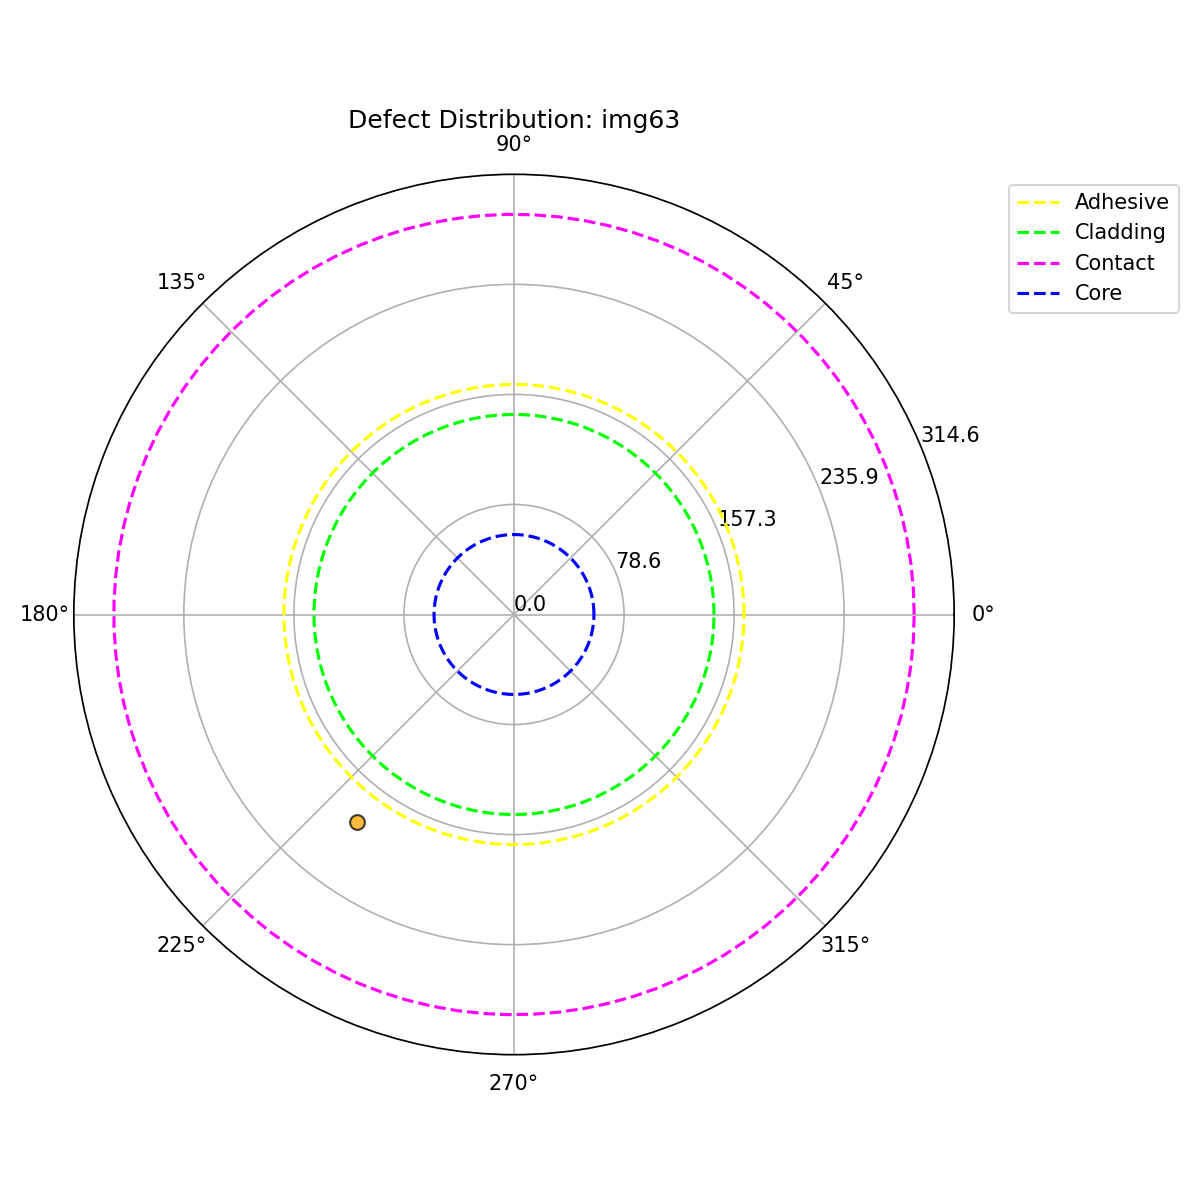 Defect Distribution: img63
90°
135°
45°
Adhesive
Cladding
Contact
Core
314.6
235.9
157.3
78.6
0.0
180°
0°
225°
315°
270°